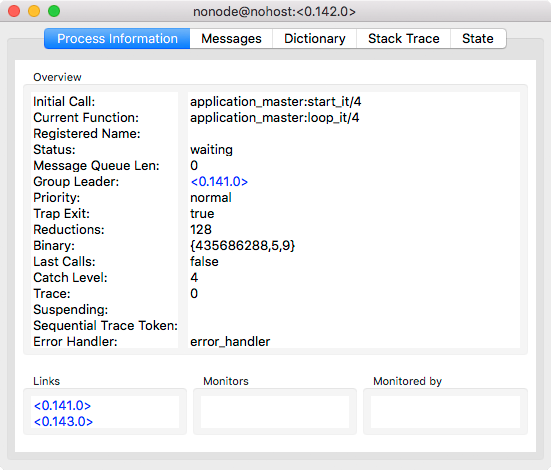 nonode@nohost:<0.142.0>
Process Information Messages Dictionary Stack Trace State
Overview
Initial Call: application_master:start_it/4
Current Function: application_master:loop_it/4
Registered Name:
Status: waiting
Message Queue Len: 0
Group Leader: <0.141.0>
Priority: normal
Trap Exit: true
Reductions: 128
Binary: {435686288,5,9}
Last Calls: false
Catch Level: 4
Trace: 0
Suspending:
Sequential Trace Token:
Error Handler: error_handler
Links Monitors Monitored by
<0.141.0>
<0.143.0>